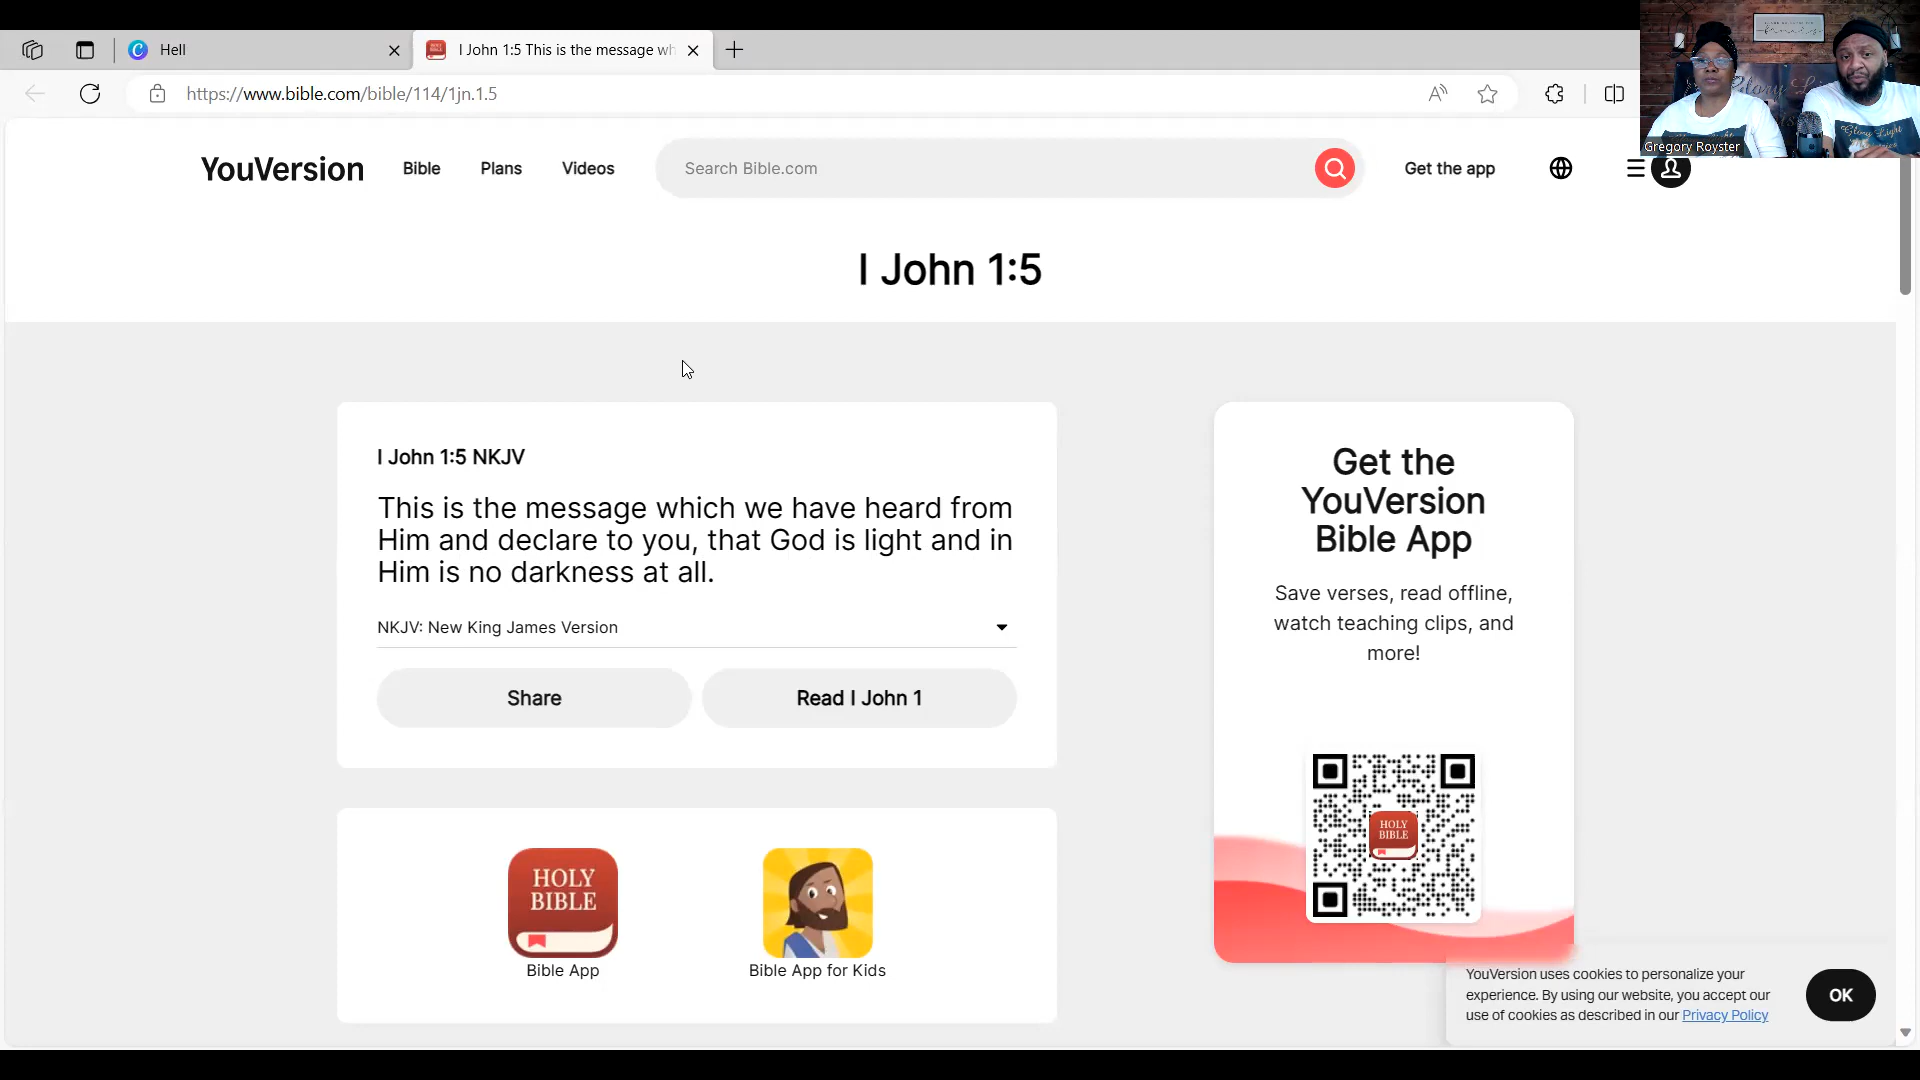 Hell
I John 1:5 This is the message wh
https://www.bible.com/bible/114/1jn.1.5
Gregory Royster
YouVersion
Bible
Plans
Videos
Search Bible.com
Get the app
I John 1:5
I John 1:5 NKJV
This is the message which we have heard from
Him and declare to you, that God is light and in
Him is no darkness at all.
NKJV: New King James Version
Share
Read I John 1
Get the
YouVersion
Bible App
Save verses, read offline,
watch teaching clips, and
more!
HOLY
BIBLE
HOLY
BIBLE
Bible App
Bible App for Kids
YouVersion uses cookies to personalize your
experience. By using our website, you accept our
use of cookies as described in our Privacy Policy
OK